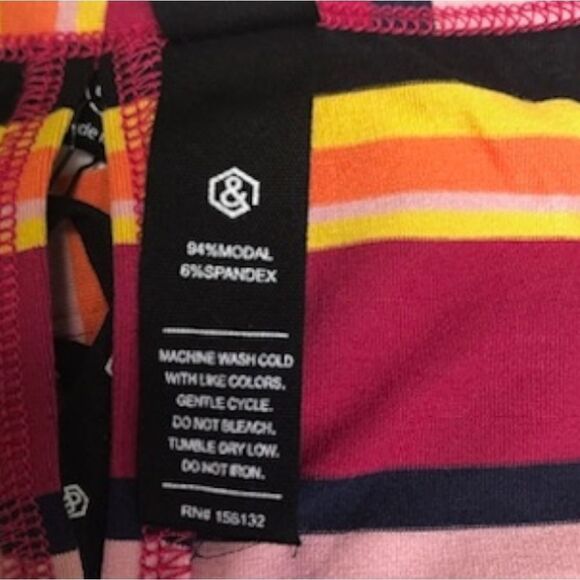 &
94%MODAL
6%SPANDEX
MACHINE WASH COLD
WITH LIKE COLORS.
GENTLE CYCLE.
DO NOT BLEACH.
TUMBLE DRY LOW.
DO NOT IRON.
RN# 156132